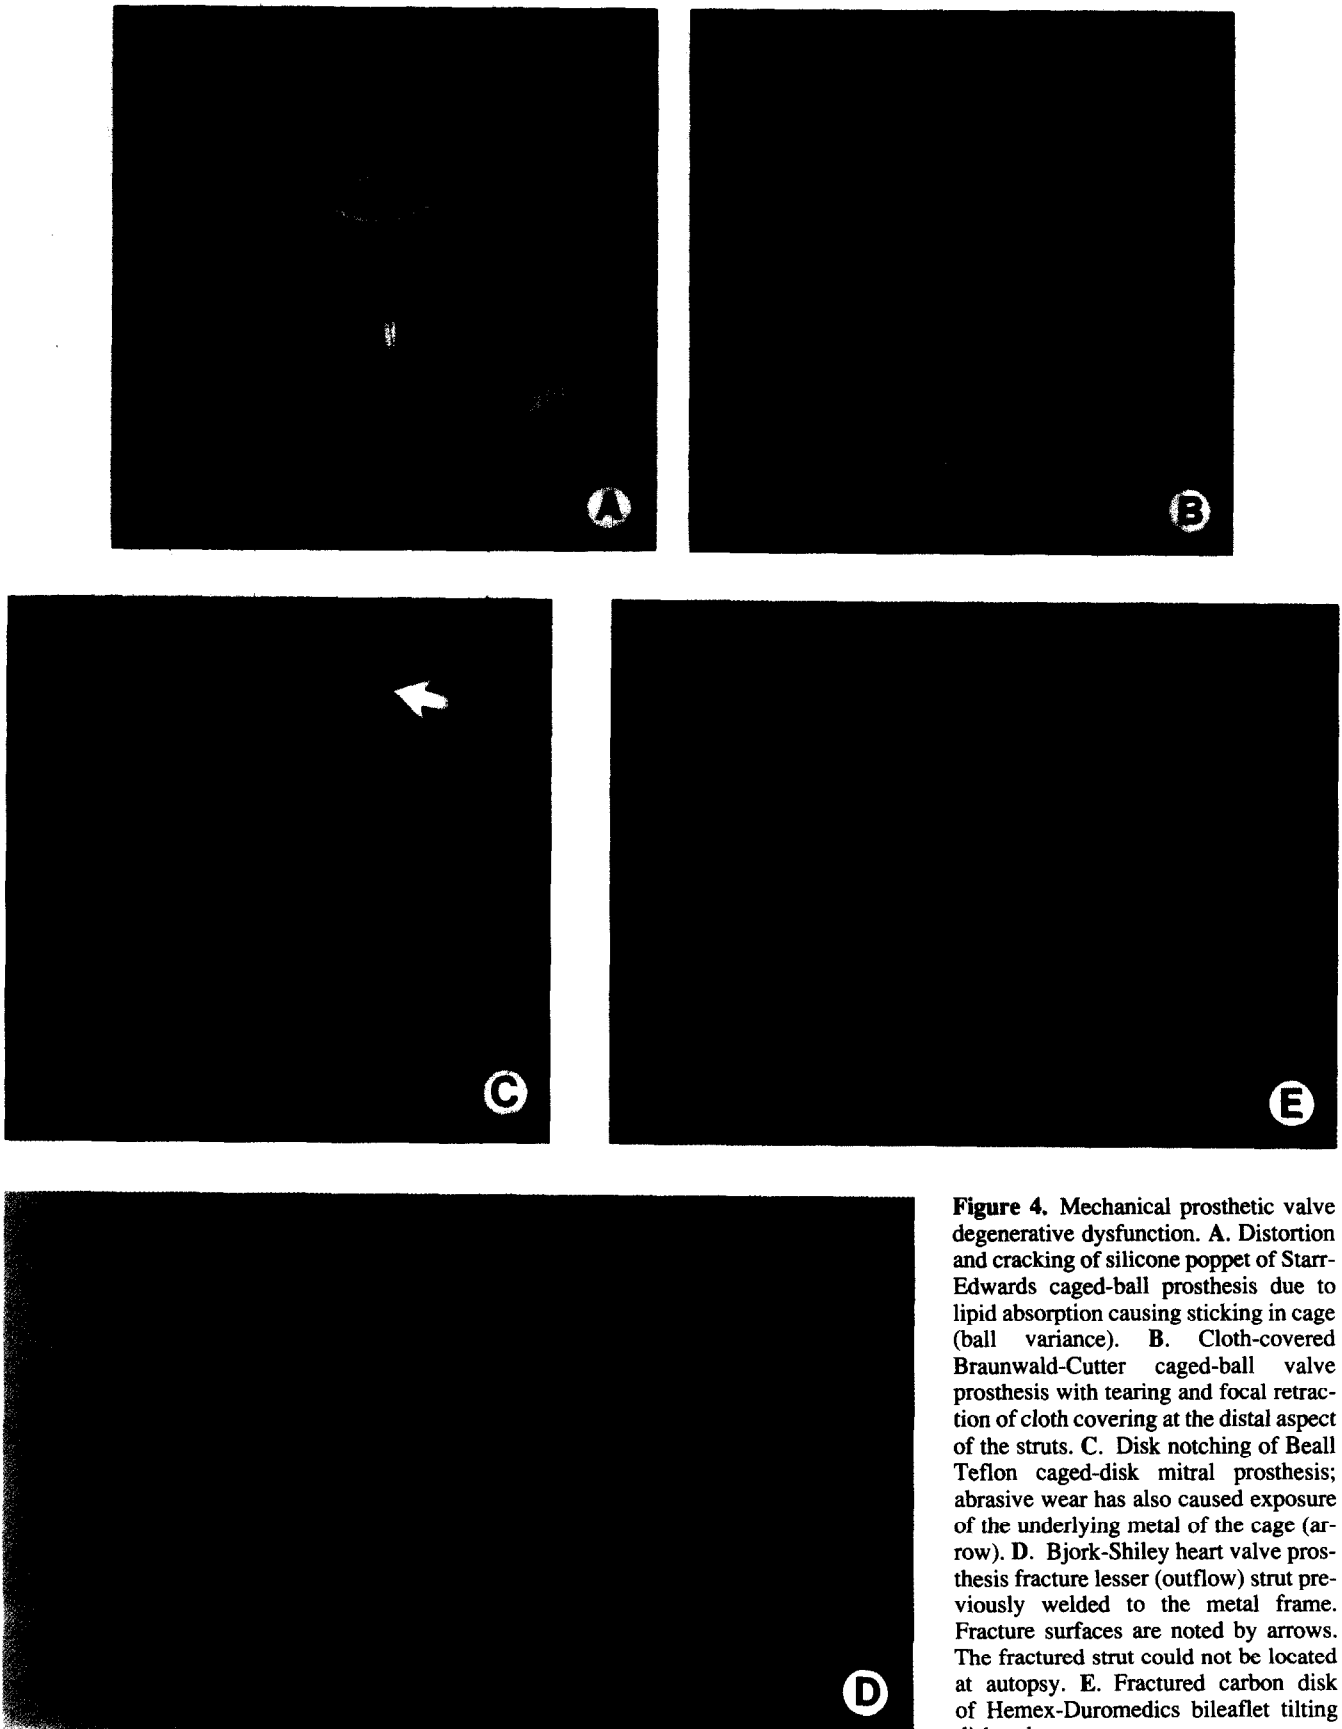 A
B
C
E
D
Figure 4. Mechanical prosthetic valve
degenerative dysfunction. A. Distortion
and cracking of silicone poppet of Starr-
Edwards caged-ball prosthesis due to
lipid absorption causing sticking in cage
(ball variance). B. Cloth-covered
Braunwald-Cutter caged-ball valve
prosthesis with tearing and focal retrac-
tion of cloth covering at the distal aspect
of the struts. C. Disk notching of Beall
Teflon caged-disk mitral prosthesis;
abrasive wear has also caused exposure
of the underlying metal of the cage (ar-
row). D. Bjork-Shiley heart valve pros-
thesis fracture lesser (outflow) strut pre-
viously welded to the metal frame.
Fracture surfaces are noted by arrows.
The fractured strut could not be located
at autopsy. E. Fractured carbon disk
of Hemex-Duromedics bileaflet tilting